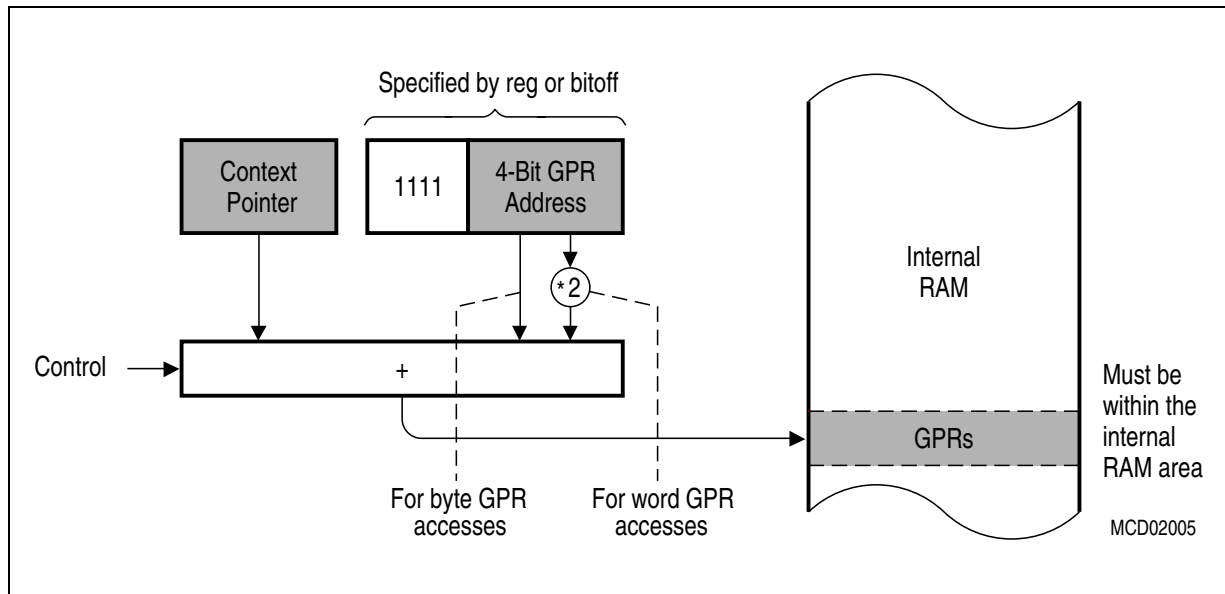 Specified by reg or bitoff
Context
Pointer
1111
4-Bit GPR
Address
*2
Internal
RAM
Control
+
Must be
within the
internal
RAM area
GPRs
For byte GPR
accesses
For word GPR
accesses
MCD02005